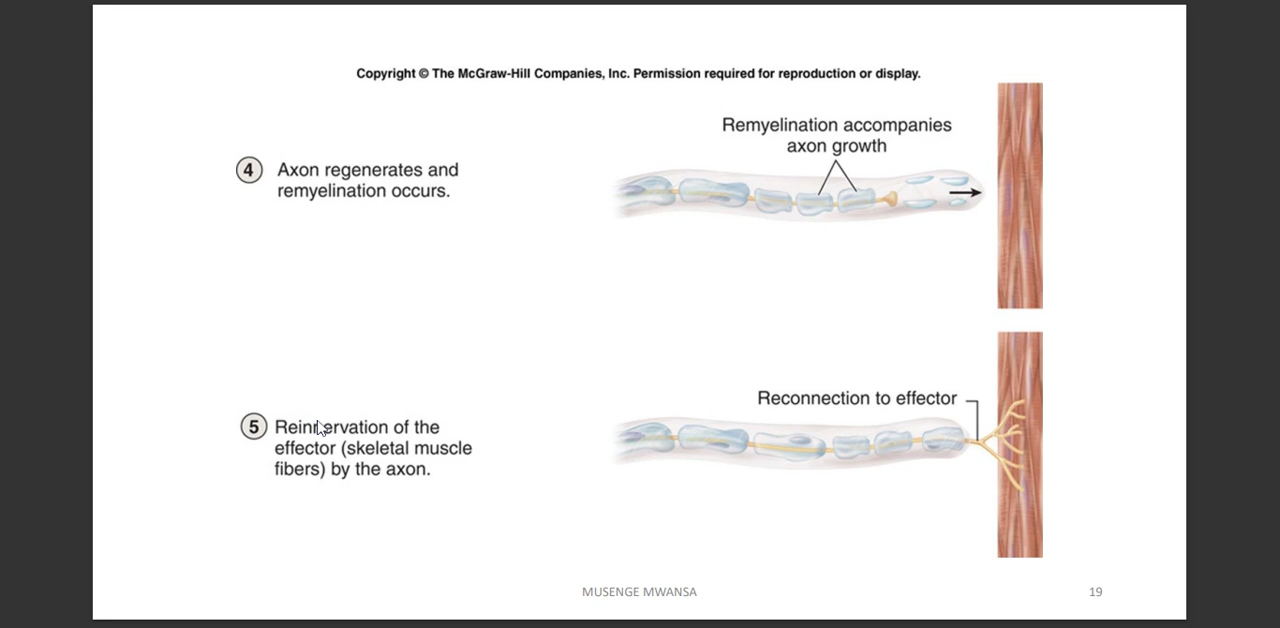 Copyright © The McGraw-Hill Companies, Inc. Permission required for reproduction or display.
Remyelination accompanies
axon growth
4 Axon regenerates and
remyelination occurs.
Reconnection to effector
5 Reinnervation of the
effector (skeletal muscle
fibers) by the axon.
MUSENGE MWANSA
19